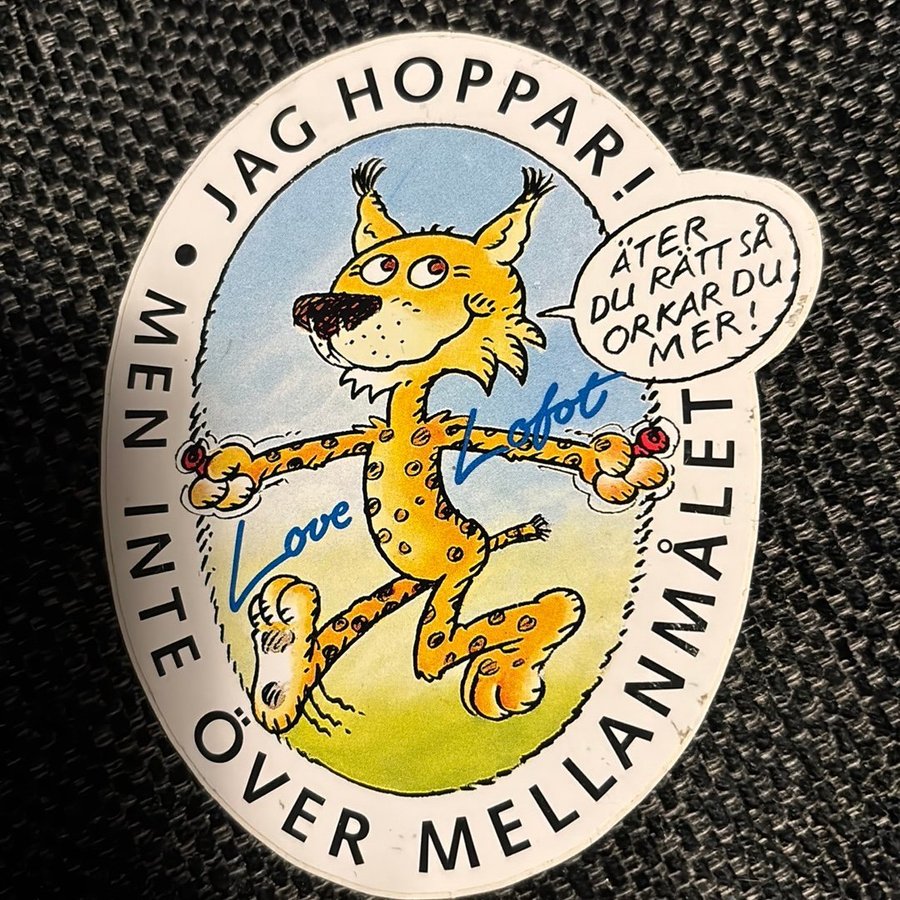 JAG HOPPAR!
• MEN INTE ÖVER MELLANMÅLET
ÄTER
DU RÄTT SÅ
ORKAR DU
MER!
Love
Lofot